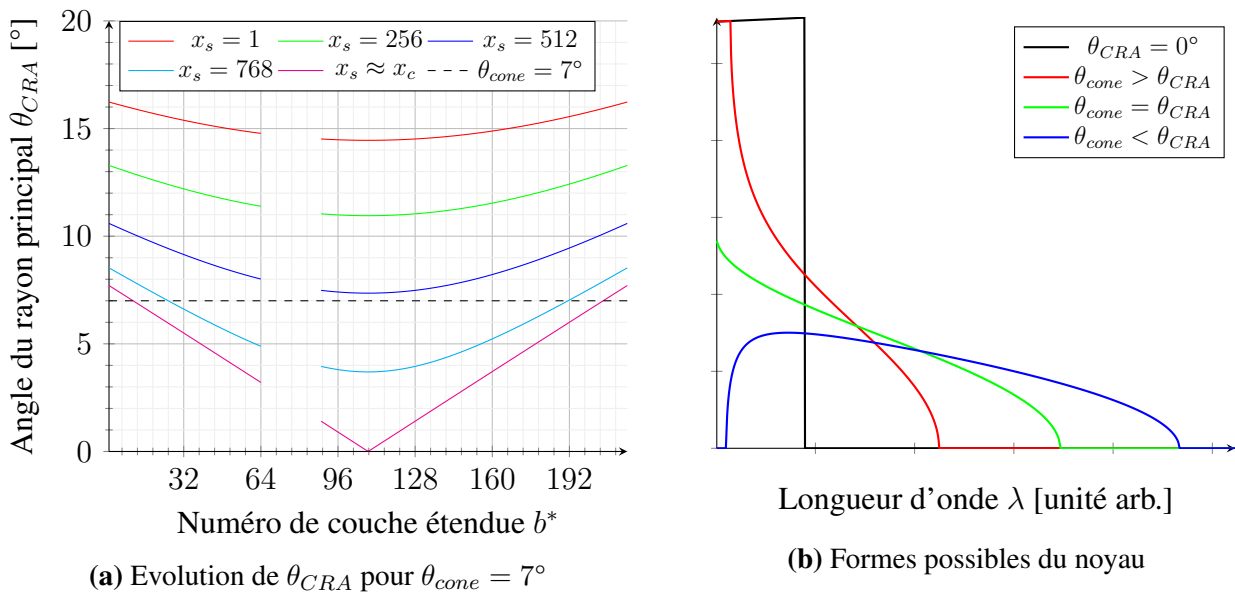 Angle du rayon principal θ_CRA [°]
20
15
10
5
0
x_s = 1
x_s = 256
x_s = 512
x_s = 768
x_s ≈ x_c
θ_cone = 7°
32 64 96 128 160 192
Numéro de couche étendue b*
(a) Evolution de θ_CRA pour θ_cone = 7°
θ_CRA = 0°
θ_cone > θ_CRA
θ_cone = θ_CRA
θ_cone < θ_CRA
Longueur d'onde λ [unité arb.]
(b) Formes possibles du noyau